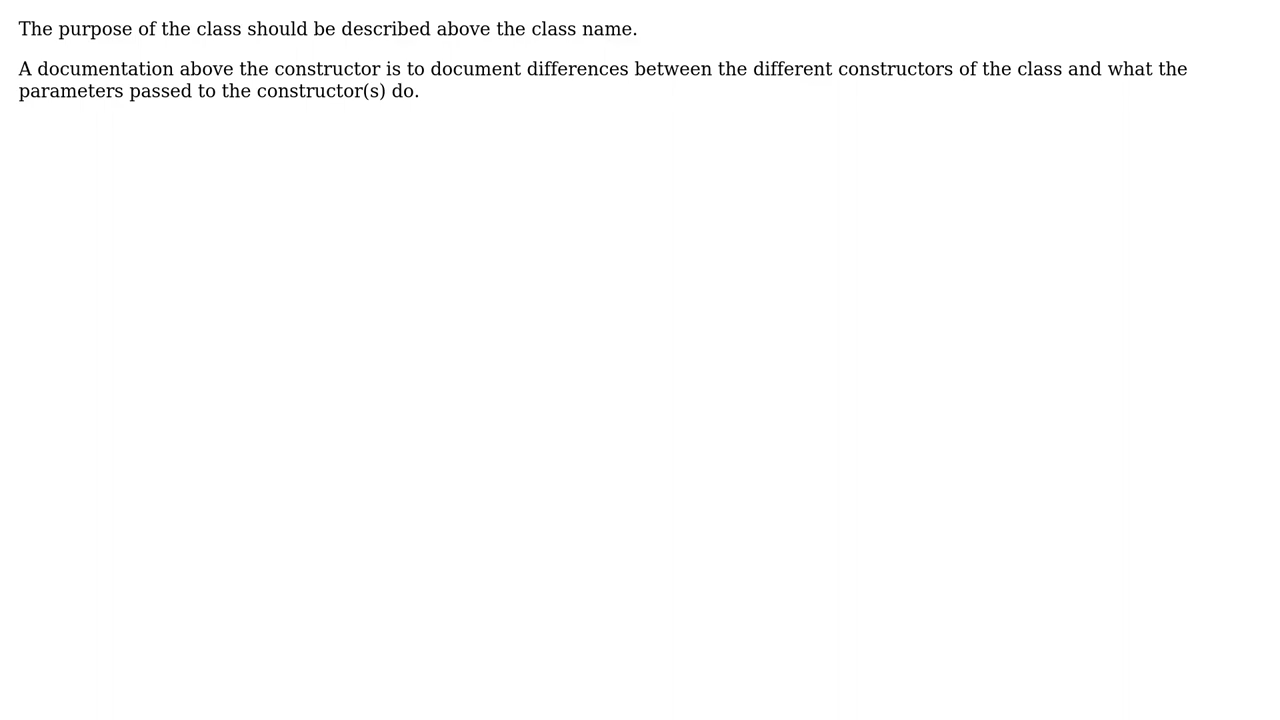 The purpose of the class should be described above the class name.
A documentation above the constructor is to document differences between the different constructors of the class and what the
parameters passed to the constructor(s) do.